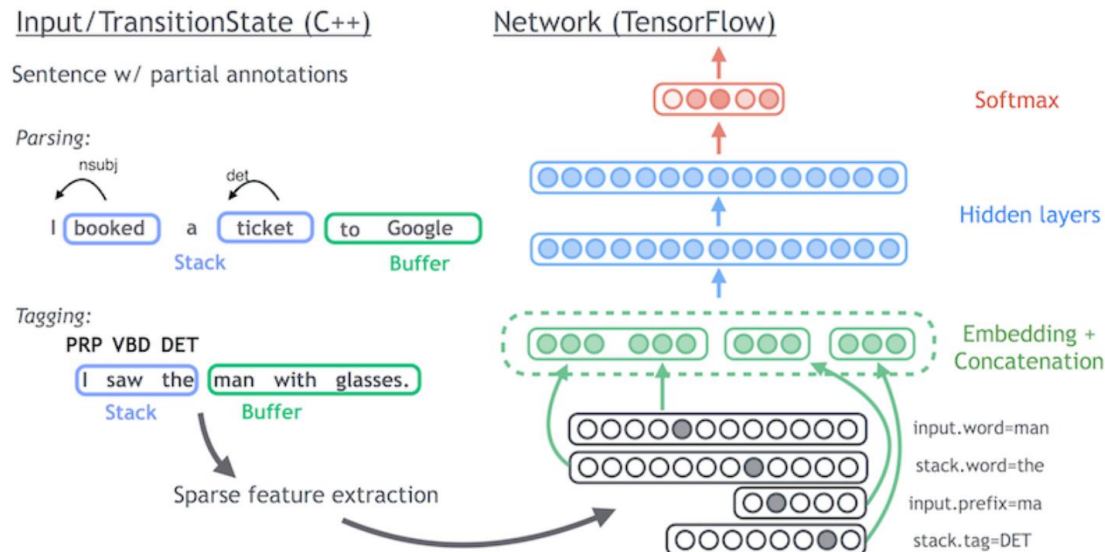 Input/TransitionState (C++)
Network (TensorFlow)
Sentence w/ partial annotations
Softmax
Parsing:
nsubj
det
I booked a ticket to Google
Stack
Buffer
Hidden layers
Tagging:
PRP VBD DET
I saw the man with glasses.
Stack
Buffer
Embedding +
Concatenation
input.word=man
stack.word=the
input.prefix=ma
stack.tag=DET
Sparse feature extraction